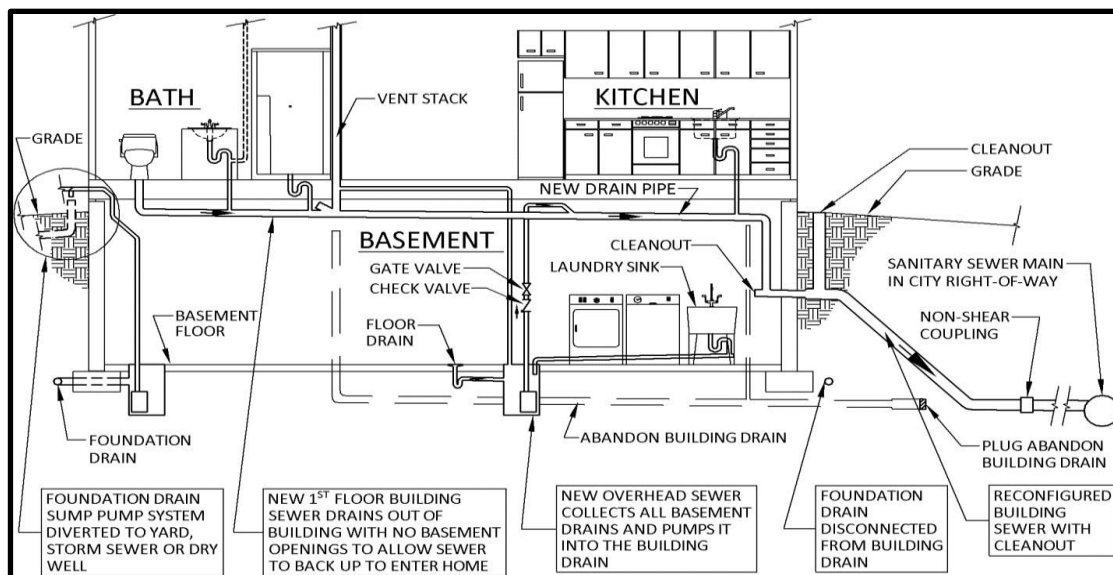 BATH
VENT STACK
KITCHEN
GRADE
CLEANOUT
GRADE
NEW DRAIN PIPE
BASEMENT
CLEANOUT
GATE VALVE
CHECK VALVE
LAUNDRY SINK
SANITARY SEWER MAIN
IN CITY RIGHT-OF-WAY
NON-SHEAR
COUPLING
BASEMENT
FLOOR
FLOOR
DRAIN
FOUNDATION
DRAIN
ABANDON BUILDING DRAIN
PLUG ABANDON
BUILDING DRAIN
FOUNDATION DRAIN
SUMP PUMP SYSTEM
DIVERTED TO YARD,
STORM SEWER OR DRY
WELL
NEW 1ST FLOOR BUILDING
SEWER DRAINS OUT OF
BUILDING WITH NO BASEMENT
OPENINGS TO ALLOW SEWER
TO BACK UP TO ENTER HOME
NEW OVERHEAD SEWER
COLLECTS ALL BASEMENT
DRAINS AND PUMPS IT
INTO THE BUILDING
DRAIN
FOUNDATION
DRAIN
DISCONNECTED
FROM BUILDING
DRAIN
RECONFIGURED
BUILDING
SEWER WITH
CLEANOUT